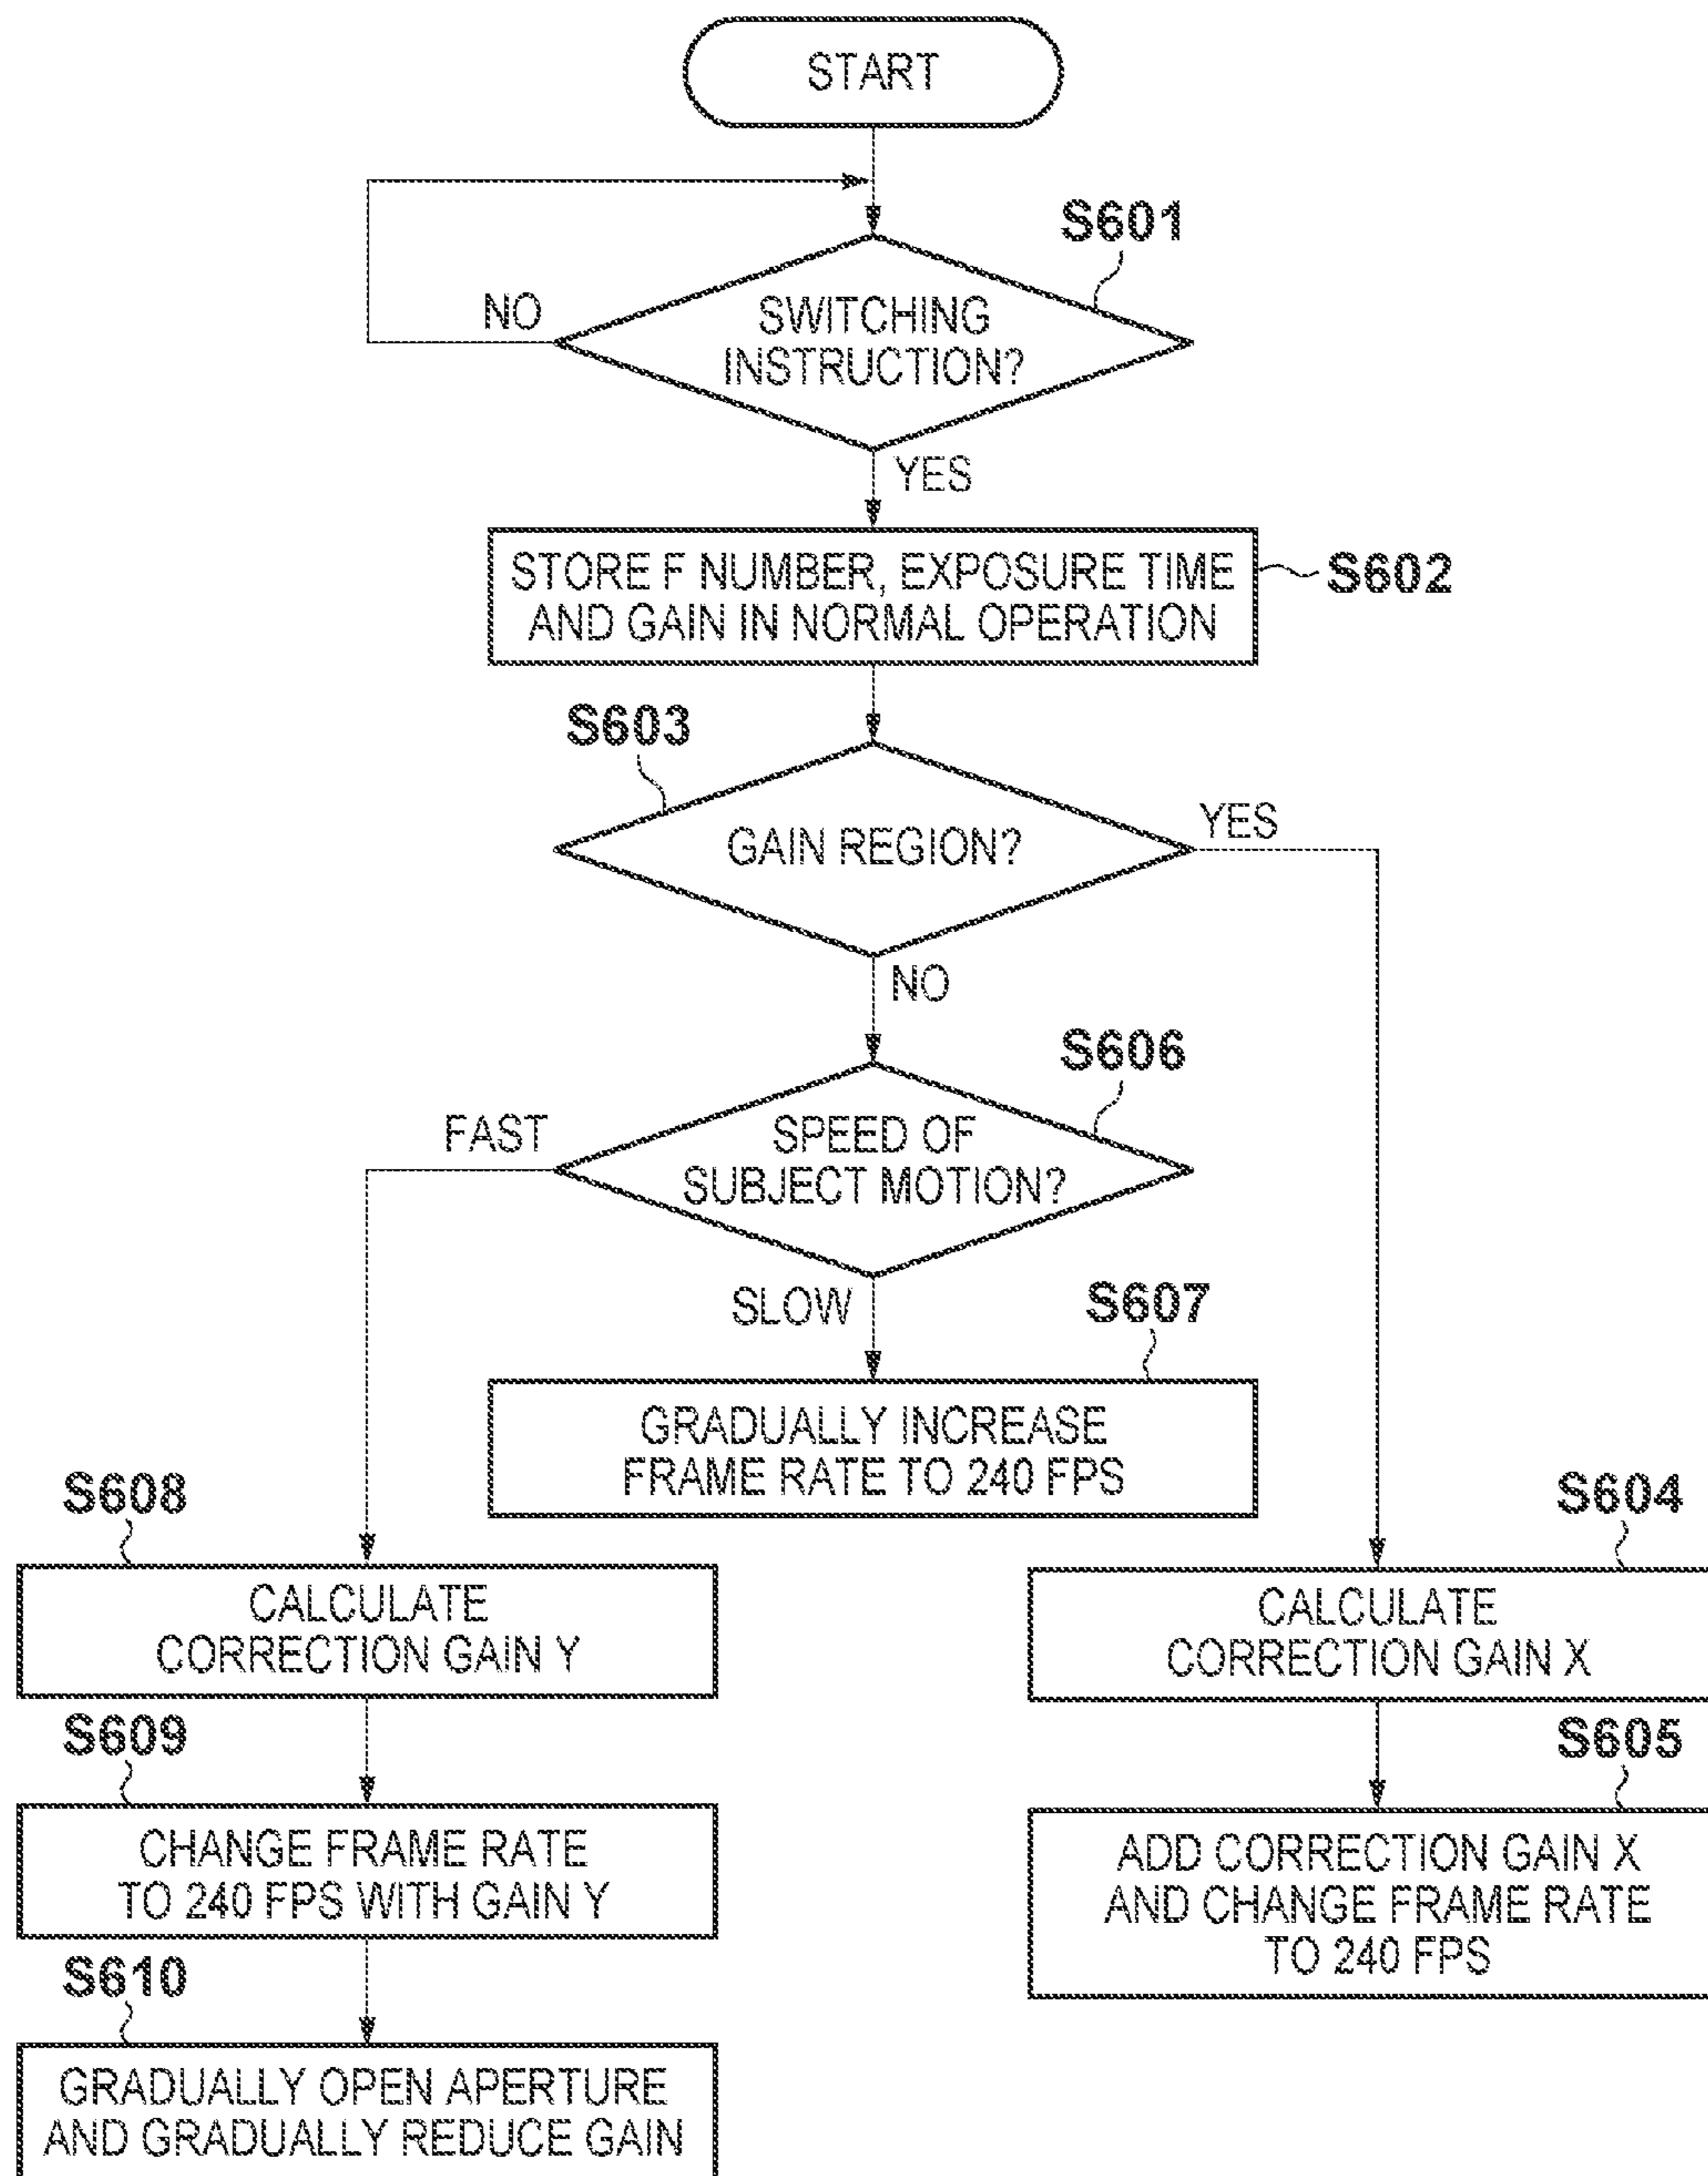 START
S601
NO
SWITCHING
INSTRUCTION?
YES
STORE F NUMBER, EXPOSURE TIME
AND GAIN IN NORMAL OPERATION
S602
S603
GAIN REGION?
YES
NO
S606
FAST
SPEED OF
SUBJECT MOTION?
SLOW
S607
GRADUALLY INCREASE
FRAME RATE TO 240 FPS
S608
CALCULATE
CORRECTION GAIN Y
S604
CALCULATE
CORRECTION GAIN X
S609
CHANGE FRAME RATE
TO 240 FPS WITH GAIN Y
S605
ADD CORRECTION GAIN X
AND CHANGE FRAME RATE
TO 240 FPS
S610
GRADUALLY OPEN APERTURE
AND GRADUALLY REDUCE GAIN